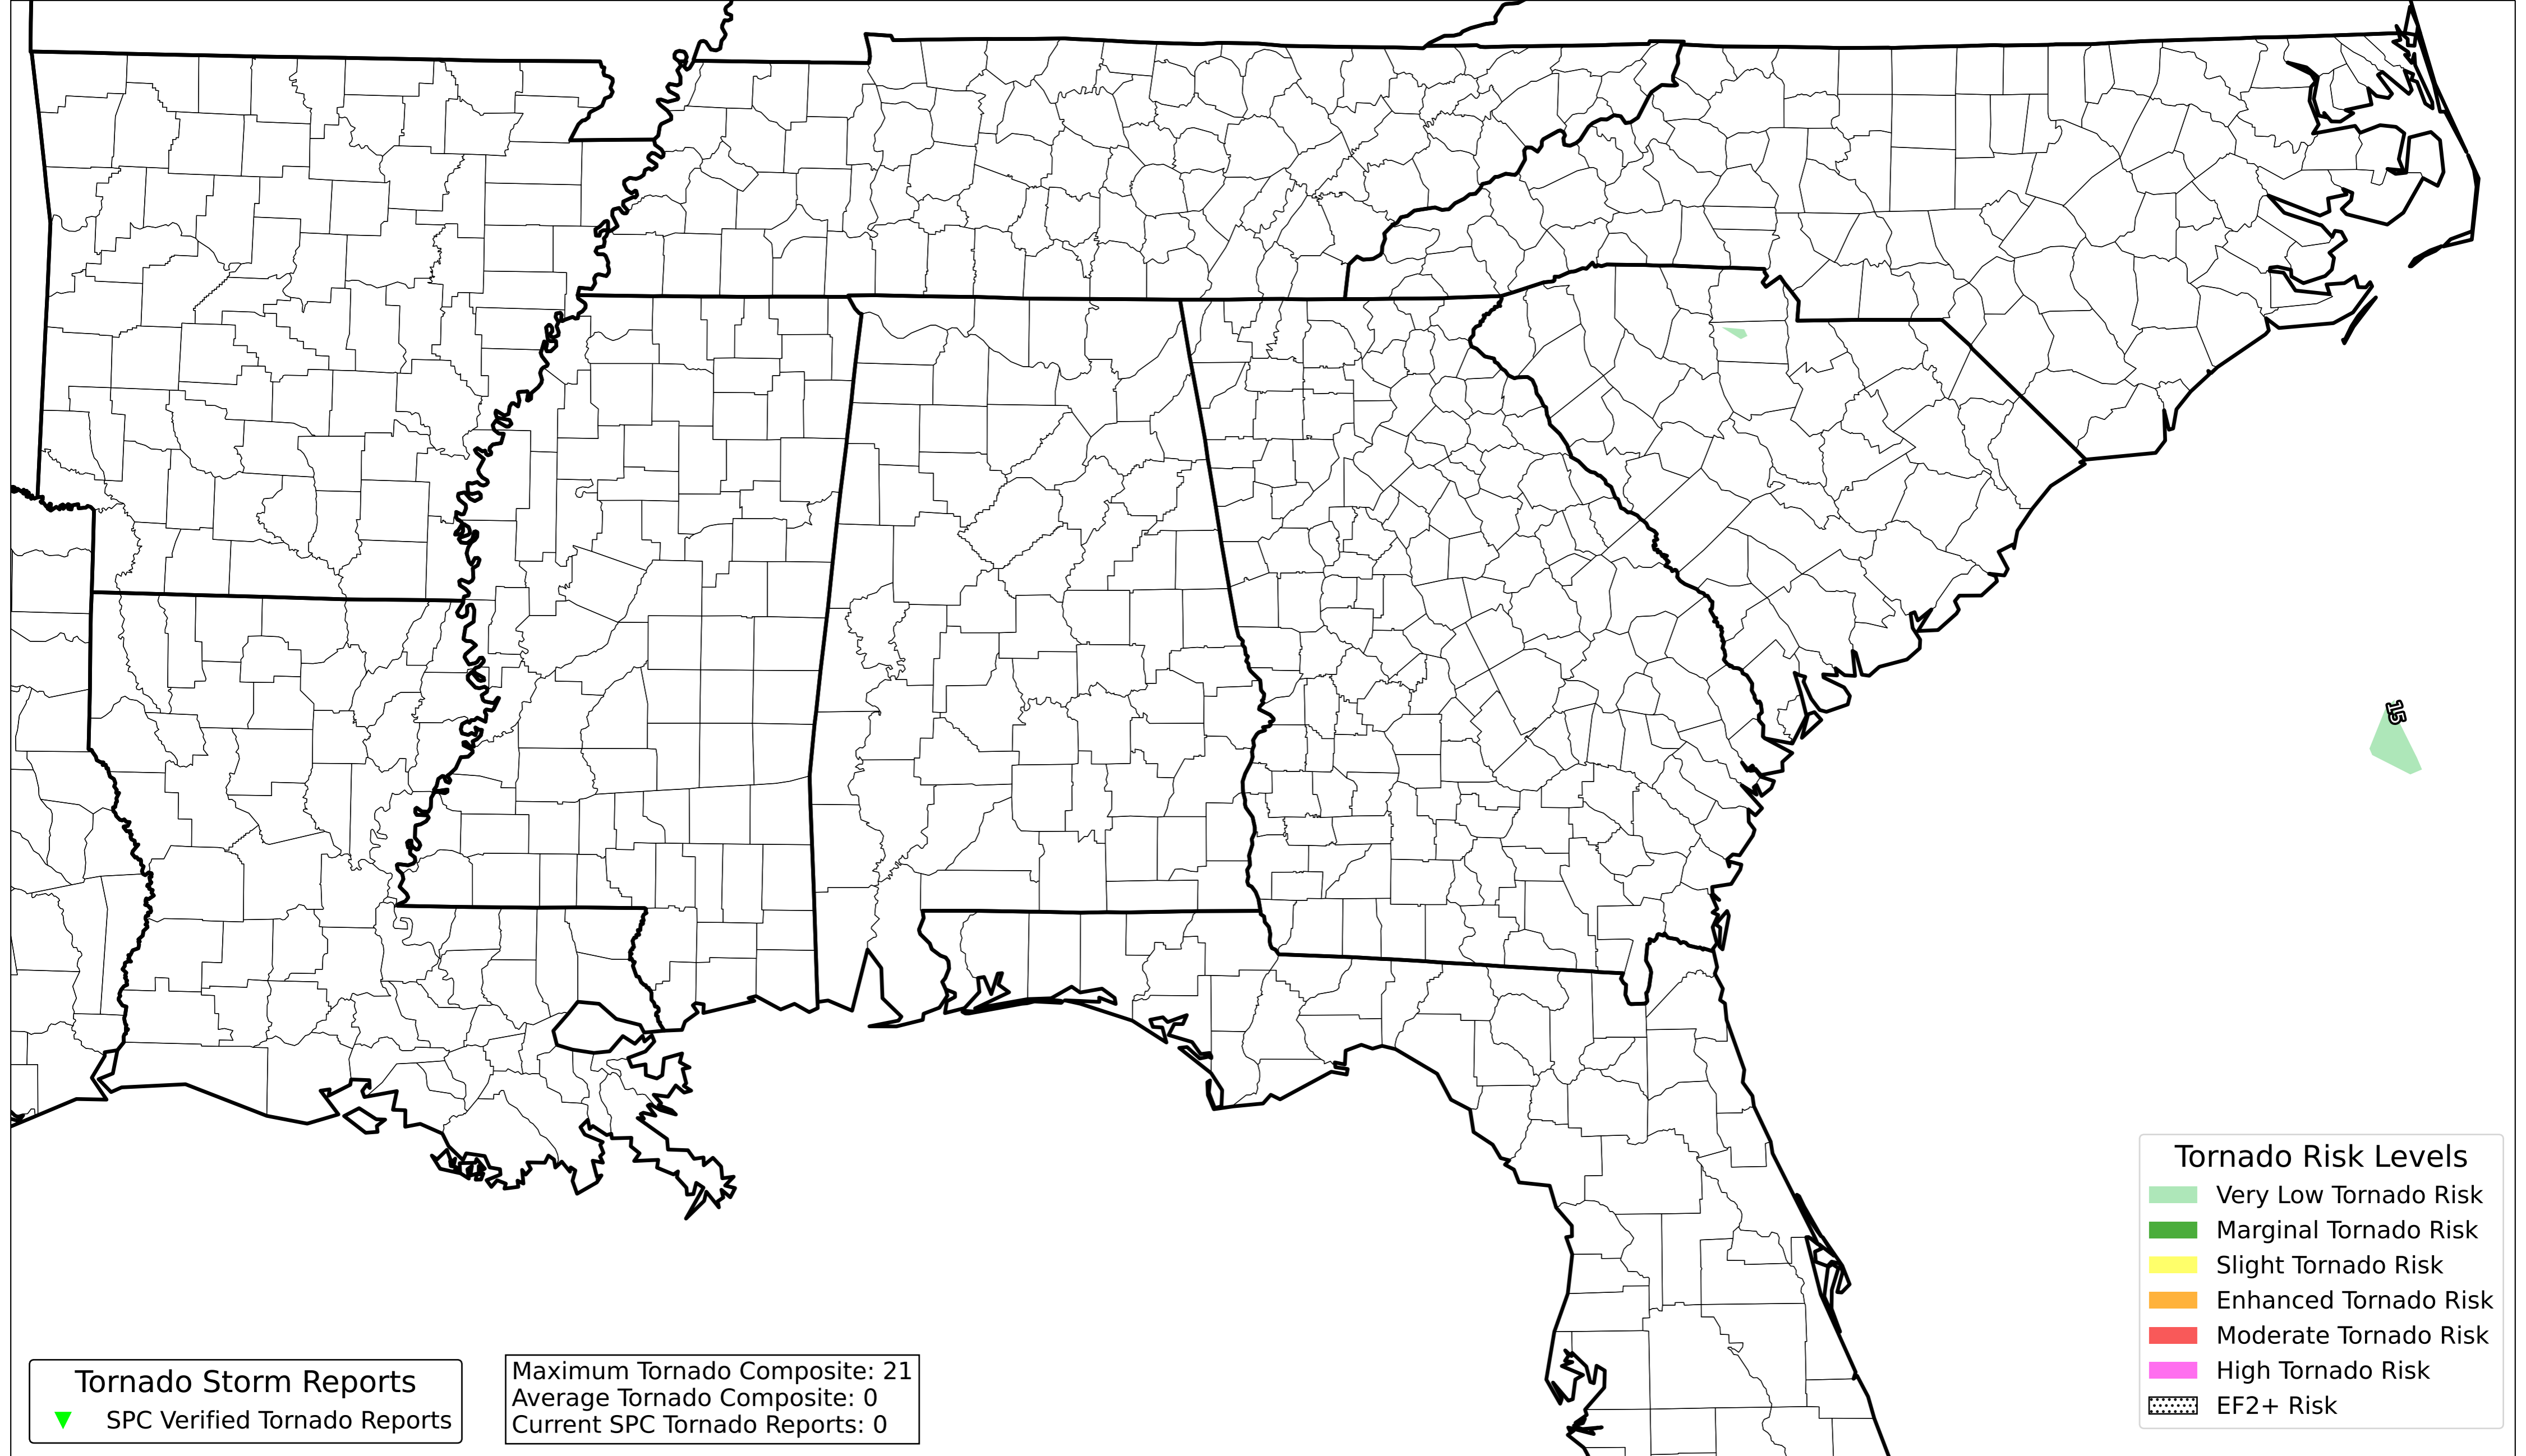 15
Tornado Risk Levels
Very Low Tornado Risk
Marginal Tornado Risk
Slight Tornado Risk
Enhanced Tornado Risk
Moderate Tornado Risk
High Tornado Risk
EF2+ Risk
Tornado Storm Reports
SPC Verified Tornado Reports
Maximum Tornado Composite: 21
Average Tornado Composite: 0
Current SPC Tornado Reports: 0